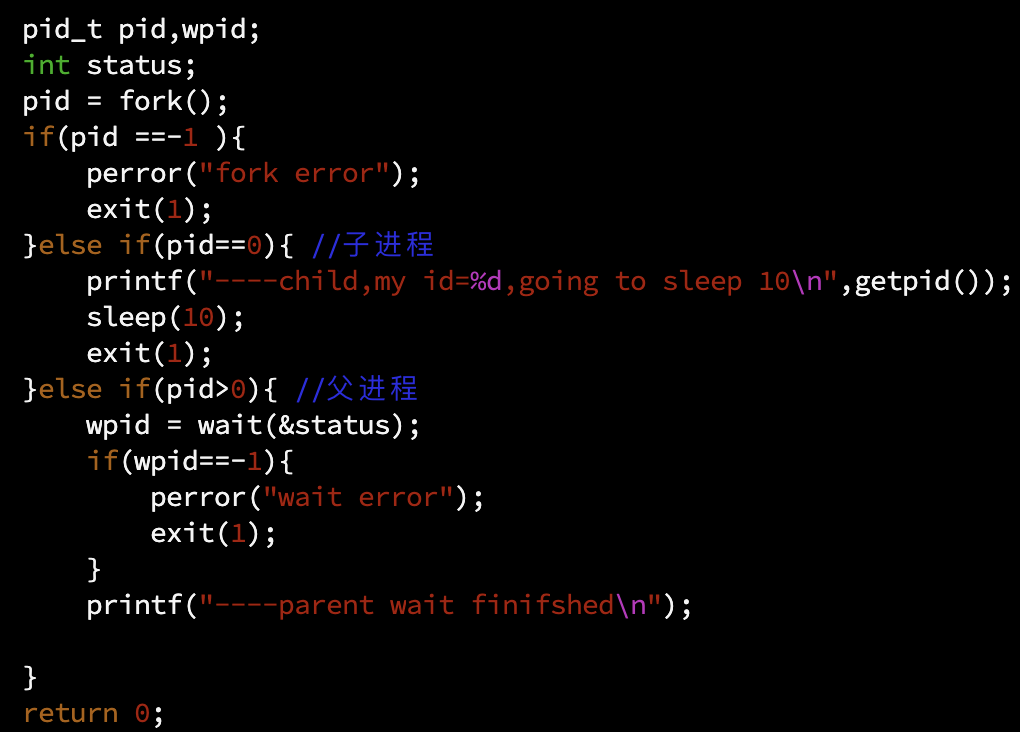 pid_t pid,wpid;
int status;
pid = fork();
if(pid ==-1 ){
    perror("fork error");
    exit(1);
}else if(pid==0){ //子进程
    printf("----child,my id=%d,going to sleep 10\n",getpid());
    sleep(10);
    exit(1);
}else if(pid>0){ //父进程
    wpid = wait(&status);
    if(wpid==-1){
        perror("wait error");
        exit(1);
    }
    printf("----parent wait finifshed\n");
}
return 0;